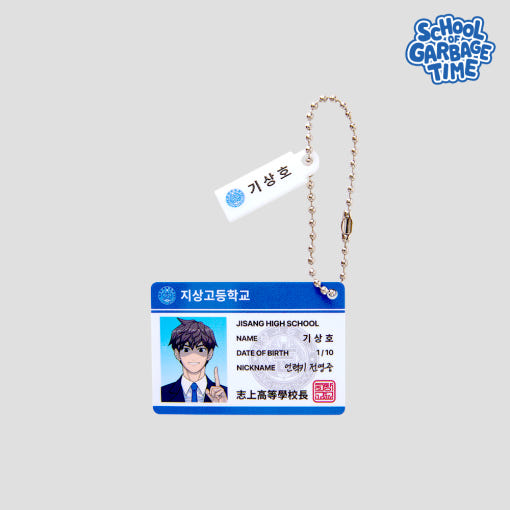 SCHOOL
OF
GARBAGE
TIME
기상호
지상고등학교
JISANG HIGH SCHOOL
NAME 기 상 호
DATE OF BIRTH 1/10
NICKNAME
志上高等學校長